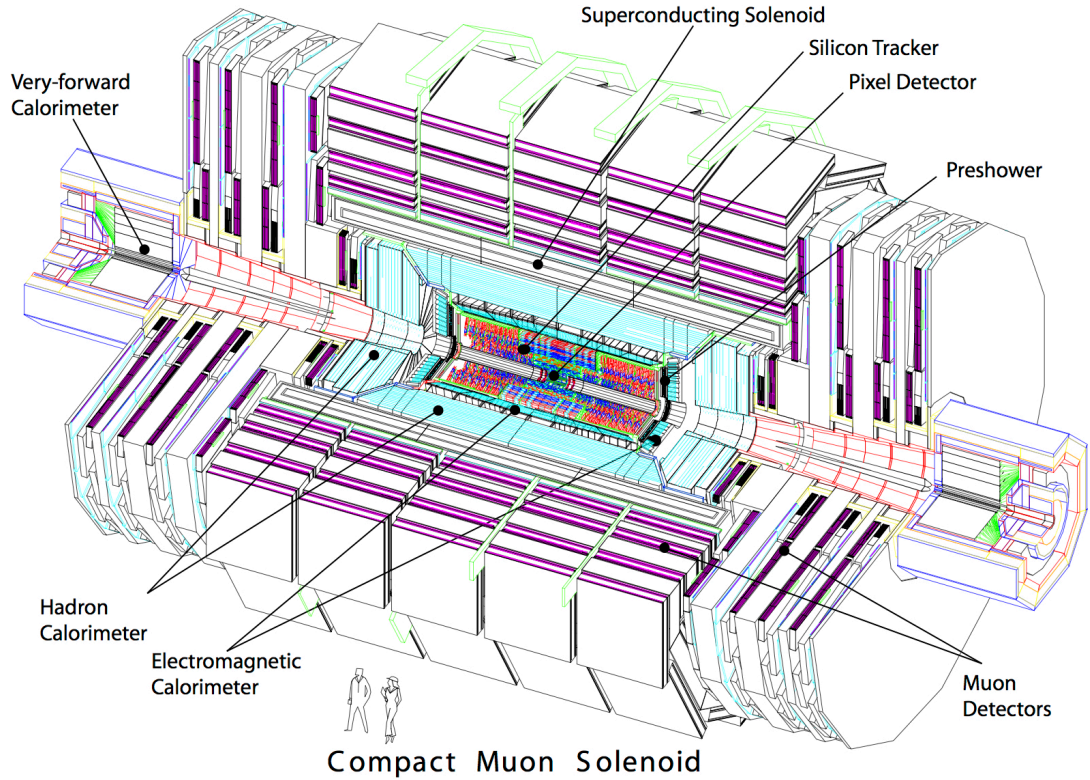 Superconducting Solenoid
Silicon Tracker
Pixel Detector
Very-forward
Calorimeter
Preshower
Hadron
Calorimeter
Electromagnetic
Calorimeter
Muon
Detectors
Compact Muon Solenoid